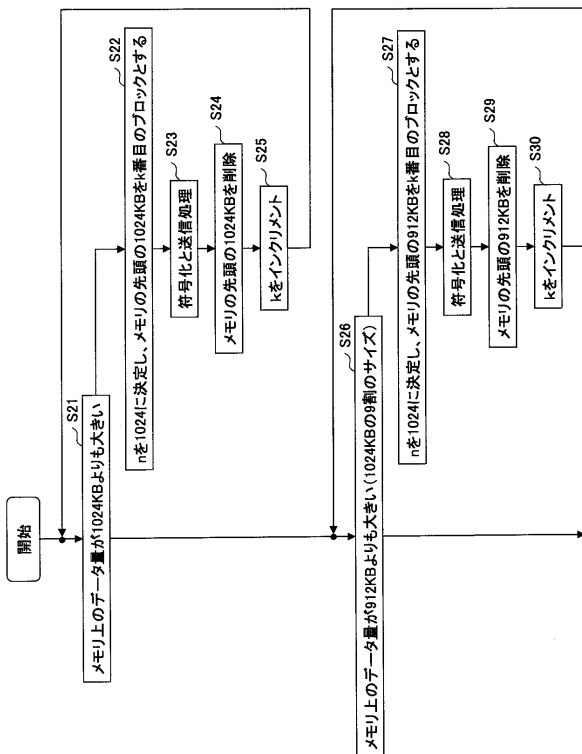 開始
S21
メモリ上のデータ量が1024KBよりも大きい
S22
nを1024に決定し、メモリの先頭の1024KBをk番目のブロックとする
S23
符号化と送信処理
S24
メモリの先頭の1024KBを削除
S25
kをインクリメント
S26
メモリ上のデータ量が912KBよりも大きい(1024KBの9割のサイズ)
S27
nを1024に決定し、メモリの先頭の912KBをk番目のブロックとする
S28
符号化と送信処理
S29
メモリの先頭の912KBを削除
S30
kをインクリメント